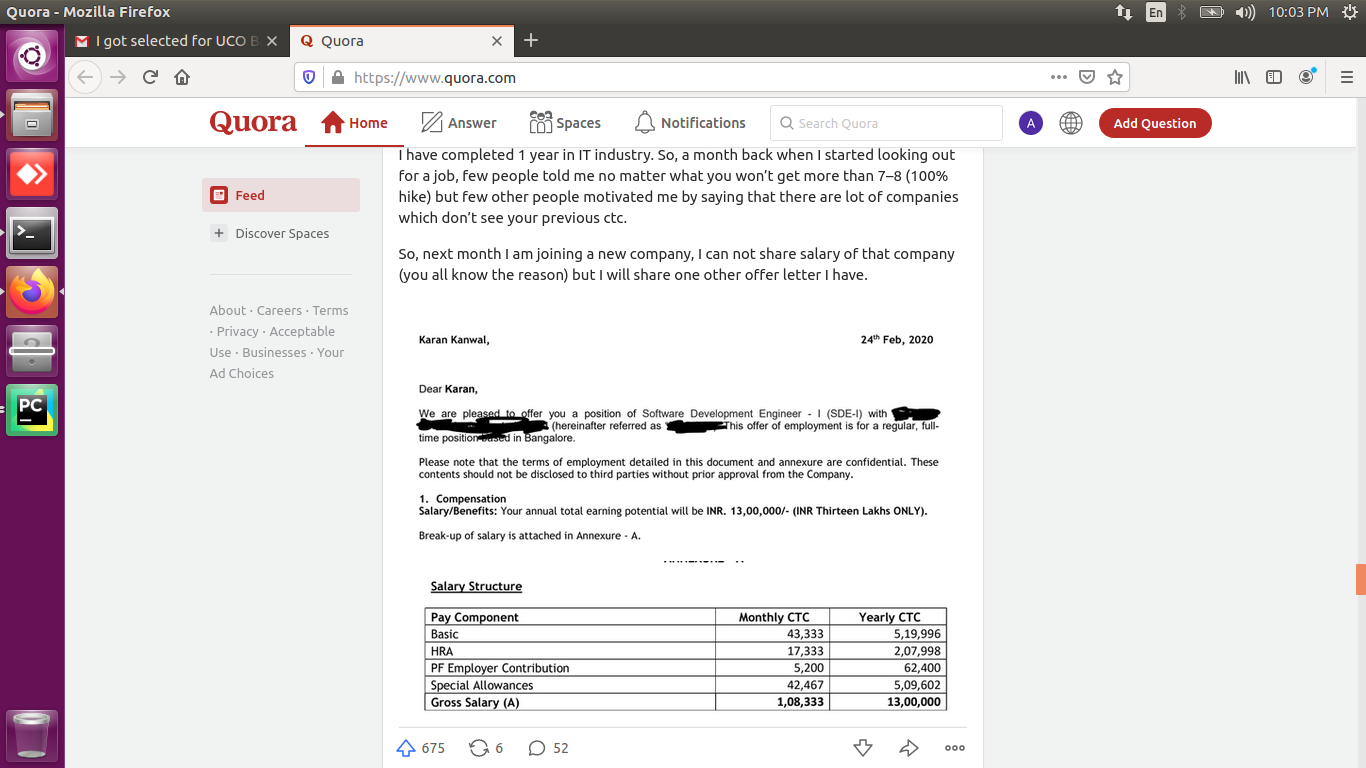 Quora - Mozilla Firefox
En
10:03 PM
I got selected for UCO B
Quora
https://www.quora.com
Quora
Home
Answer
Spaces
Notifications
Search Quora
A
Add Question
Feed
Discover Spaces
About · Careers · Terms
· Privacy · Acceptable
Use · Businesses · Your
Ad Choices
PC
I have completed 1 year in IT industry. So, a month back when I started looking out
for a job, few people told me no matter what you won't get more than 7–8 (100%
hike) but few other people motivated me by saying that there are lot of companies
which don't see your previous ctc.
So, next month I am joining a new company, I can not share salary of that company
(you all know the reason) but I will share one other offer letter I have.
Karan Kanwal, 24th Feb, 2020
Dear Karan,
We are pleased to offer you a position of Software Development Engineer - I (SDE-I) with
(hereinafter referred as This offer of employment is for a regular, full-
time position based in Bangalore.
Please note that the terms of employment detailed in this document and annexure are confidential. These
contents should not be disclosed to third parties without prior approval from the Company.
1. Compensation
Salary/Benefits: Your annual total earning potential will be INR. 13,00,000/- (INR Thirteen Lakhs ONLY).
Break-up of salary is attached in Annexure - A.
Salary Structure
Pay Component Monthly CTC Yearly CTC
Basic 43,333 5,19,996
HRA 17,333 2,07,998
PF Employer Contribution 5,200 62,400
Special Allowances 42,467 5,09,602
Gross Salary (A) 1,08,333 13,00,000
675
6
52